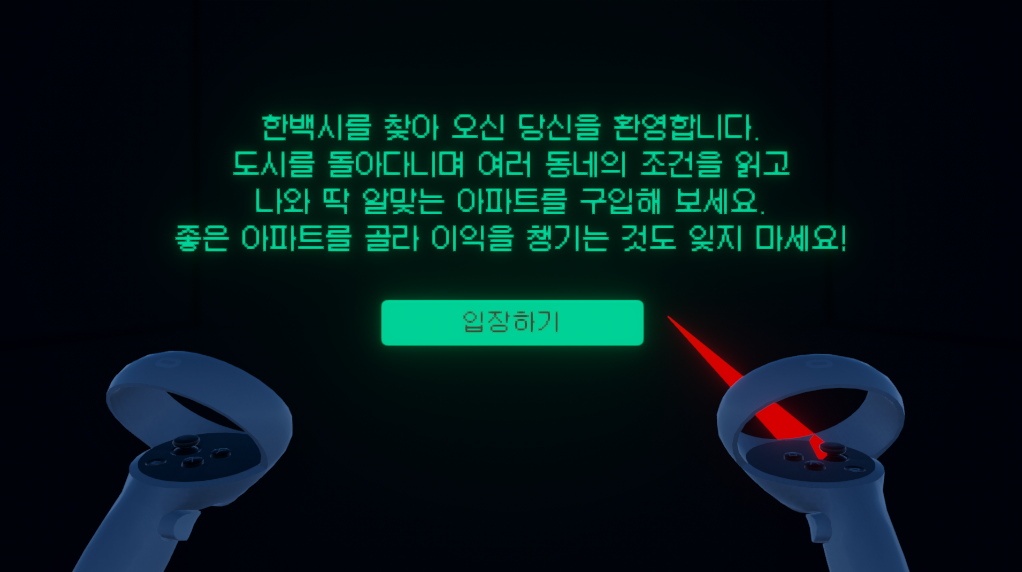 한백시를 찾아 오신 당신을 환영합니다.
도시를 돌아다니며 여러 동네의 조건을 읽고
나와 딱 알맞는 아파트를 구입해 보세요.
좋은 아파트를 골라 이익을 챙기는 것도 잊지 마세요!
입장하기